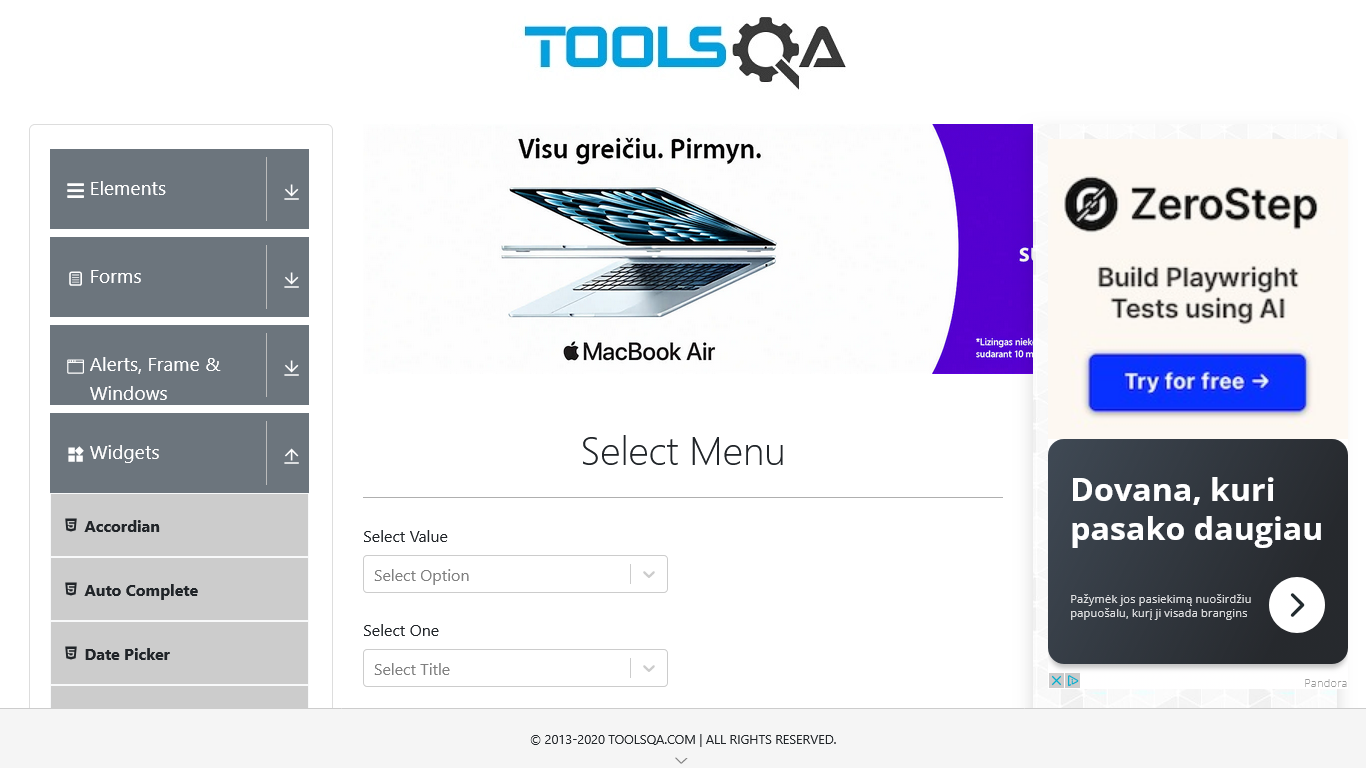 TOOLSQA
Elements
Forms
Alerts, Frame &
Windows
Widgets
Accordian
Auto Complete
Date Picker
Visu greičiu. Pirmyn.
MacBook Air
*Lizingas
sudarant 10 m
Select Menu
Select Value
Select Option
Select One
Select Title
ZeroStep
Build Playwright
Tests using AI
Try for free →
Dovana, kuri
pasako daugiau
Pažymėk jos pasiekimą nuoširdžiu
papuošalu, kurį ji visada brangins
Pandora
© 2013-2020 TOOLSQA.COM | ALL RIGHTS RESERVED.